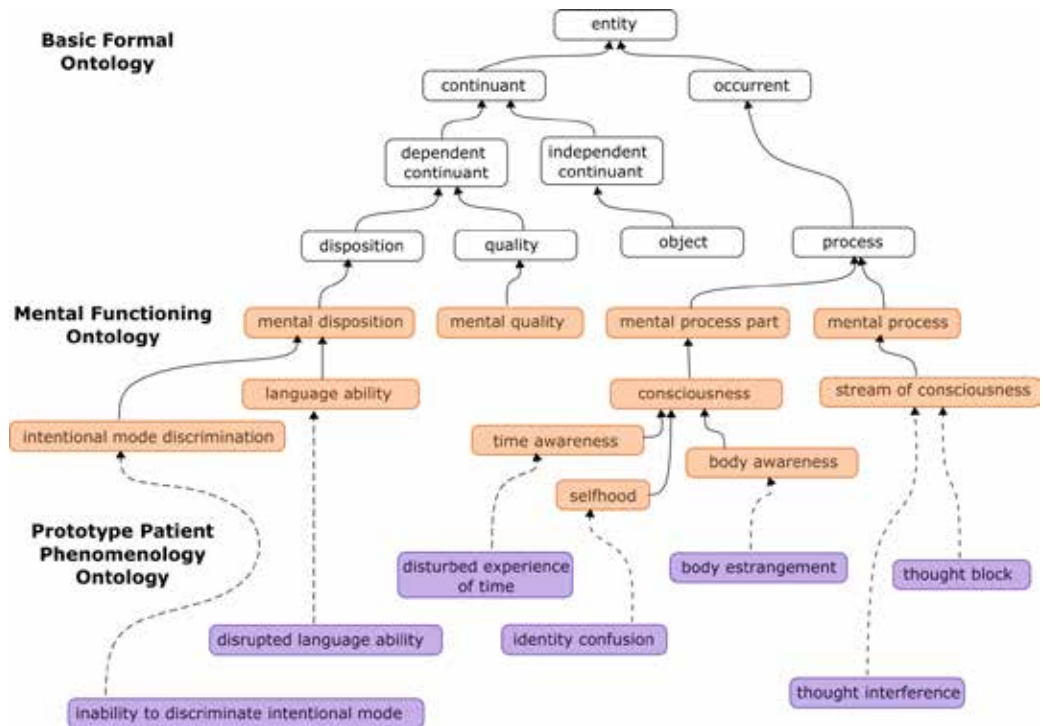 Basic Formal
Ontology
entity
continuant
occurrent
dependent
continuant
independent
continuant
disposition
quality
object
process
Mental Functioning
Ontology
mental disposition
mental quality
mental process part
mental process
language ability
consciousness
stream of consciousness
intentional mode discrimination
time awareness
body awareness
selfhood
Prototype Patient
Phenomenology
Ontology
disturbed experience
of time
body estrangement
thought block
disrupted language ability
identity confusion
thought interference
inability to discriminate intentional mode